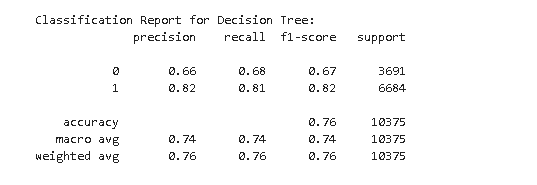 Classification Report for Decision Tree:
precision recall f1-score support
0 0.66 0.68 0.67 3691
1 0.82 0.81 0.82 6684
accuracy 0.76 10375
macro avg 0.74 0.74 0.74 10375
weighted avg 0.76 0.76 0.76 10375